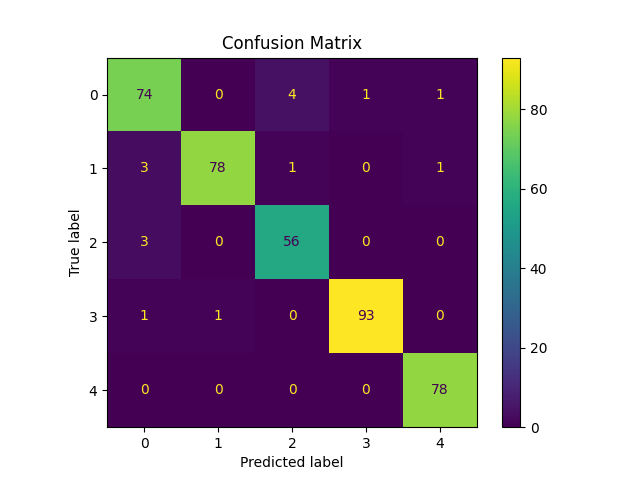 Confusion Matrix
True label
0 74 0 4 1 1
1 3 78 1 0 1
2 3 0 56 0 0
3 1 1 0 93 0
4 0 0 0 0 78
0 1 2 3 4
Predicted label
80
60
40
20
0